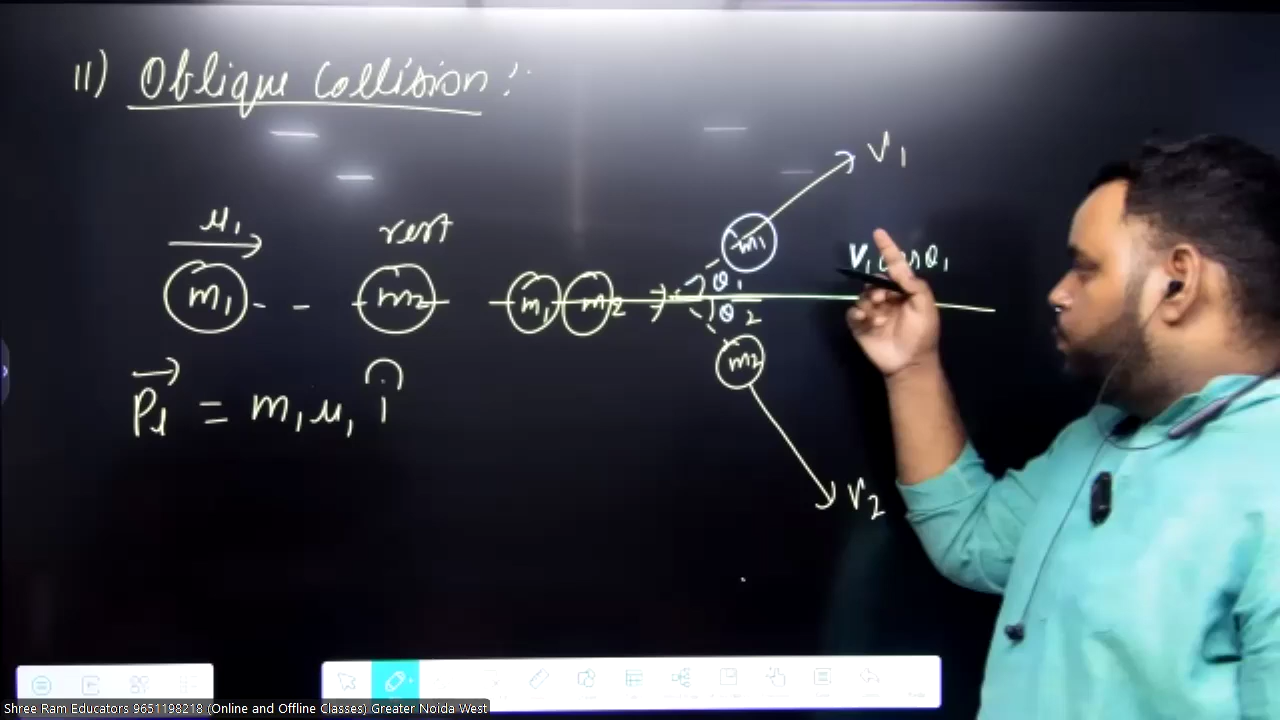 11) Oblique Collision :
u₁
rest
v₁
m₁
m₂
m₁
m₂
m₁
θ₁
v₁ cos θ₁
θ₂
m₂
P₁ = m₁u₁ î
v₂
Shree Ram Educators 9651198218 (Online and Offline Classes) Greater Noida West